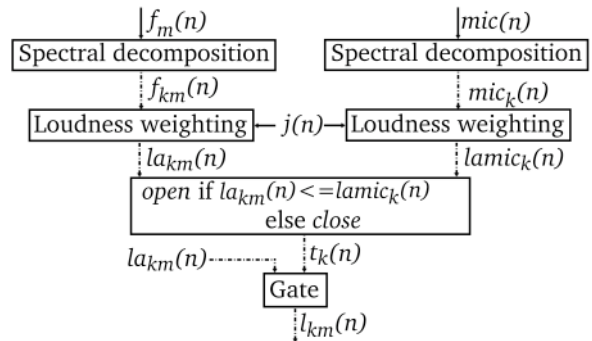 f_m(n) mic(n)
Spectral decomposition Spectral decomposition
f_km(n) mic_k(n)
Loudness weighting j(n) Loudness weighting
la_km(n) lamic_k(n)
open if la_km(n)<=lamic_k(n)
else close
la_km(n) t_k(n)
Gate
l_km(n)